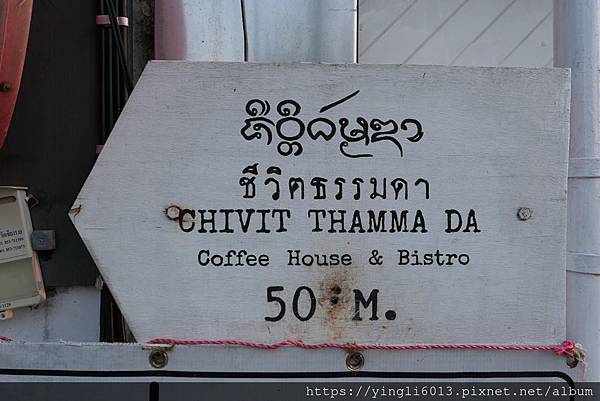 ชีวิตธรรมดา
CHIVIT THAMMA DA
Coffee House & Bistro
50 M.
https://yingli6013.pixnet.net/album